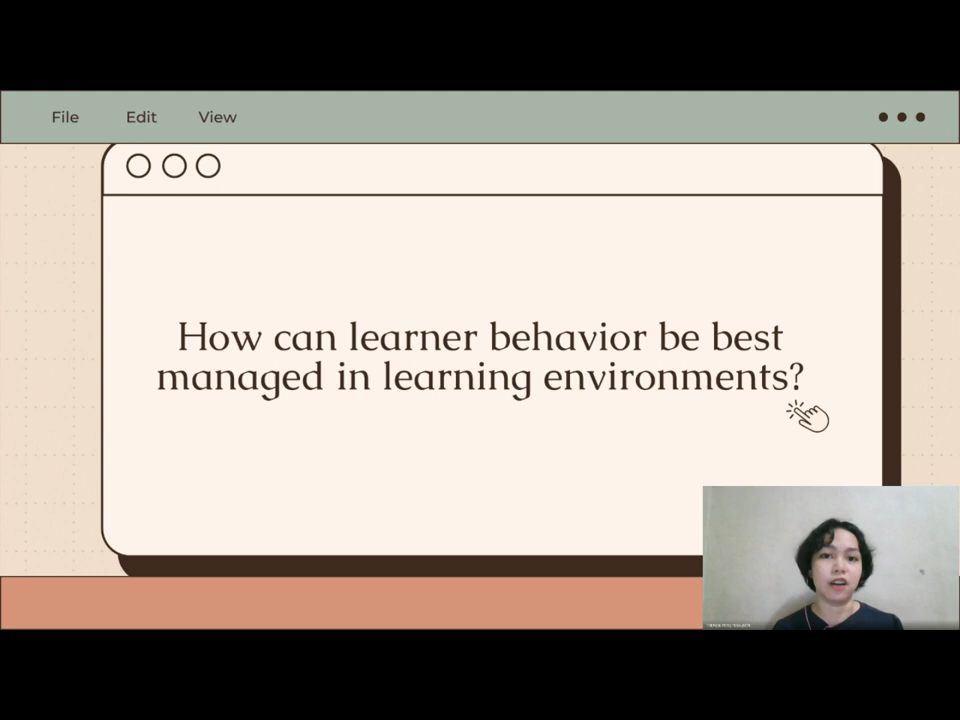 File Edit View
How can learner behavior be best
managed in learning environments?